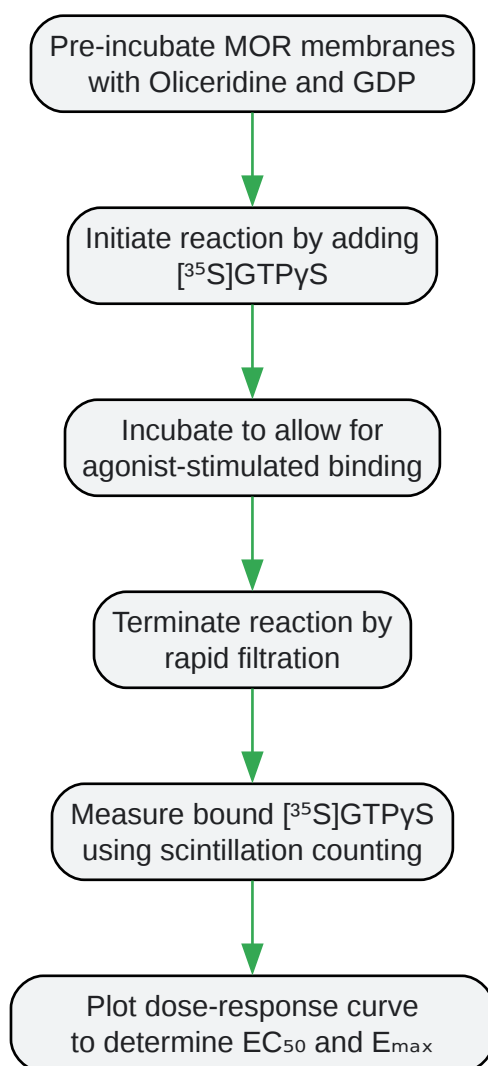 Pre-incubate MOR membranes
with Oliceridine and GDP
Initiate reaction by adding
[³⁵S]GTPγS
Incubate to allow for
agonist-stimulated binding
Terminate reaction by
rapid filtration
Measure bound [³⁵S]GTPγS
using scintillation counting
Plot dose-response curve
to determine EC₅₀ and Eₘₐₓ